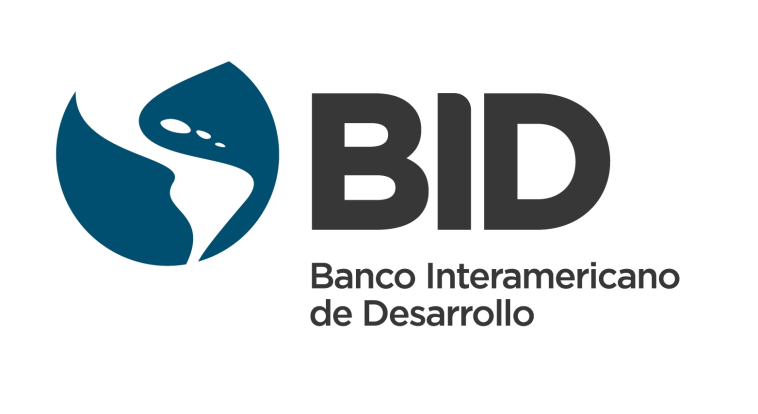 BID
Banco Interamericano
de Desarrollo